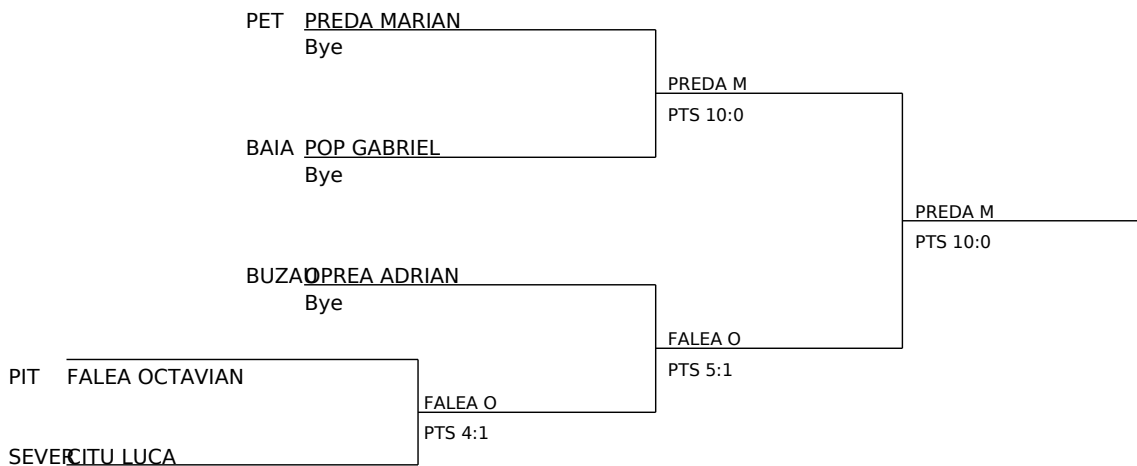 PET PREDA MARIAN
Bye
PREDA M
PTS 10:0
BAIA POP GABRIEL
Bye
PREDA M
PTS 10:0
BUZAU OPREA ADRIAN
Bye
FALEA O
PTS 5:1
PIT FALEA OCTAVIAN
FALEA O
PTS 4:1
SEVER CITU LUCA